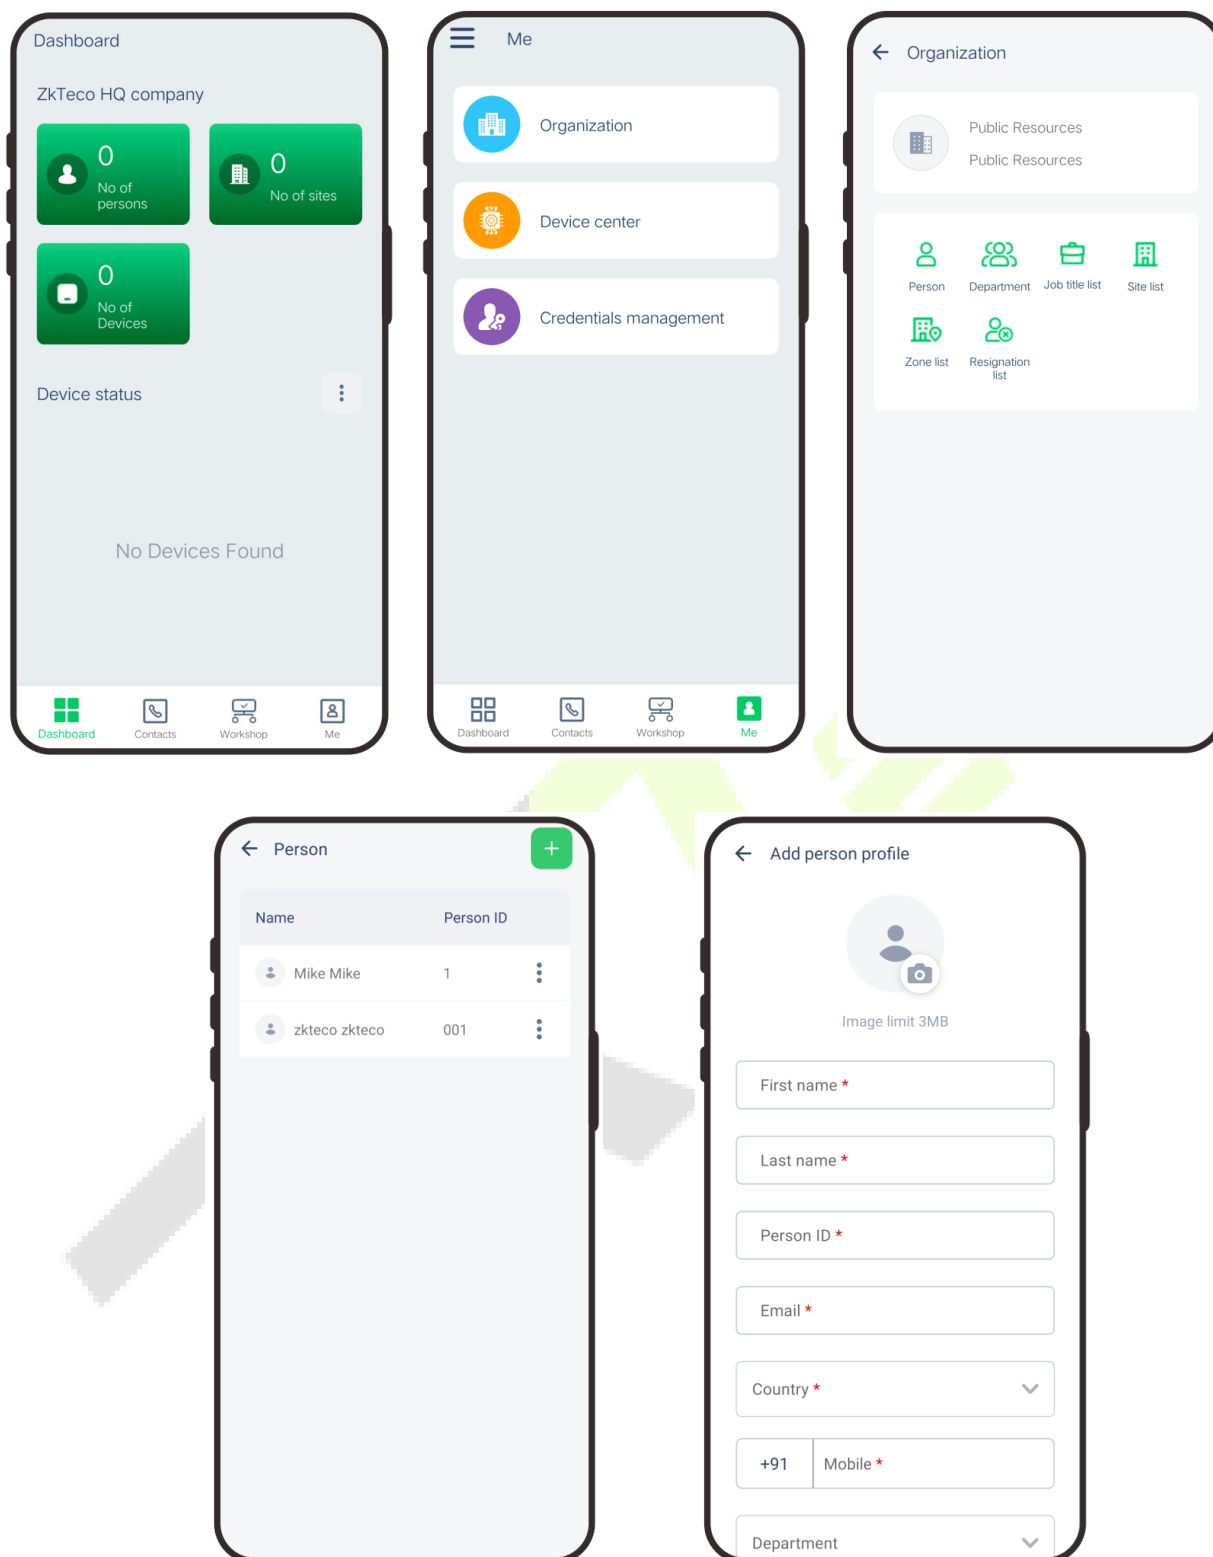 Dashboard
ZkTeco HQ company
0
No of
persons
0
No of sites
0
No of
Devices
Device status
No Devices Found
Dashboard
Contacts
Workshop
Me
Me
Organization
Device center
Credentials management
Dashboard
Contacts
Workshop
Me
Organization
Public Resources
Public Resources
Person
Department
Job title list
Site list
Zone list
Resignation
list
Person
Name Person ID
Mike Mike 1
zkteco zkteco 001
Add person profile
Image limit 3MB
First name *
Last name *
Person ID *
Email *
Country *
+91 Mobile *
Department